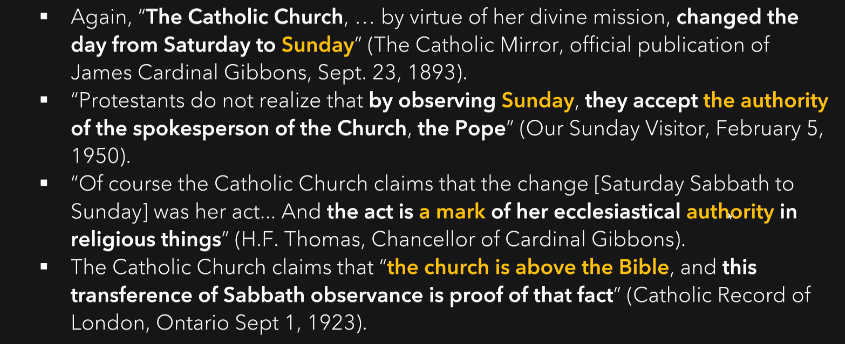 ▪ Again, “The Catholic Church, … by virtue of her divine mission, changed the
day from Saturday to Sunday” (The Catholic Mirror, official publication of
James Cardinal Gibbons, Sept. 23, 1893).
▪ “Protestants do not realize that by observing Sunday, they accept the authority
of the spokesperson of the Church, the Pope” (Our Sunday Visitor, February 5,
1950).
▪ “Of course the Catholic Church claims that the change [Saturday Sabbath to
Sunday] was her act... And the act is a mark of her ecclesiastical authority in
religious things” (H.F. Thomas, Chancellor of Cardinal Gibbons).
▪ The Catholic Church claims that “the church is above the Bible, and this
transference of Sabbath observance is proof of that fact” (Catholic Record of
London, Ontario Sept 1, 1923).